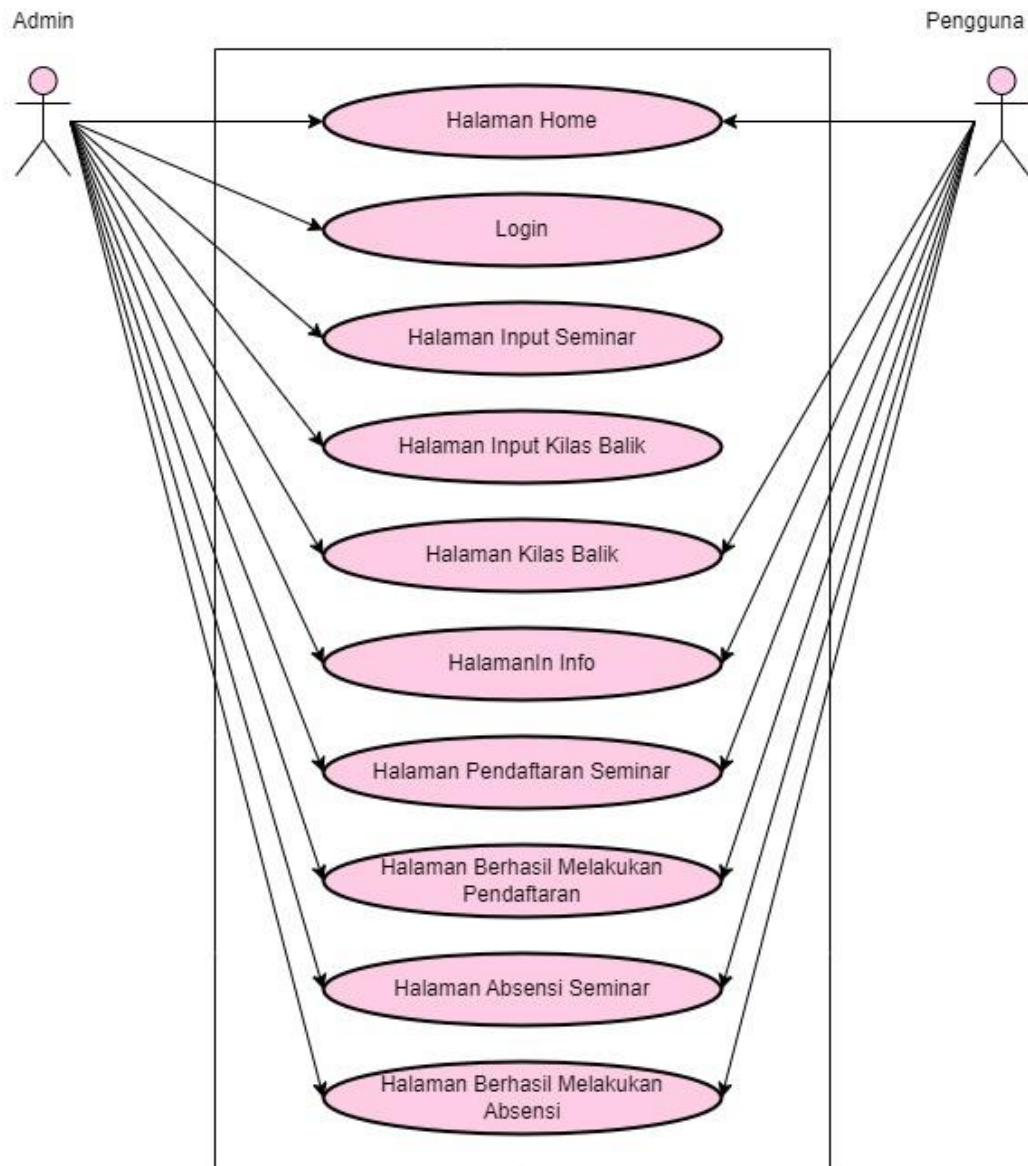 Admin
Pengguna
Halaman Home
Login
Halaman Input Seminar
Halaman Input Kilas Balik
Halaman Kilas Balik
HalamanIn Info
Halaman Pendaftaran Seminar
Halaman Berhasil Melakukan
Pendaftaran
Halaman Absensi Seminar
Halaman Berhasil Melakukan
Absensi